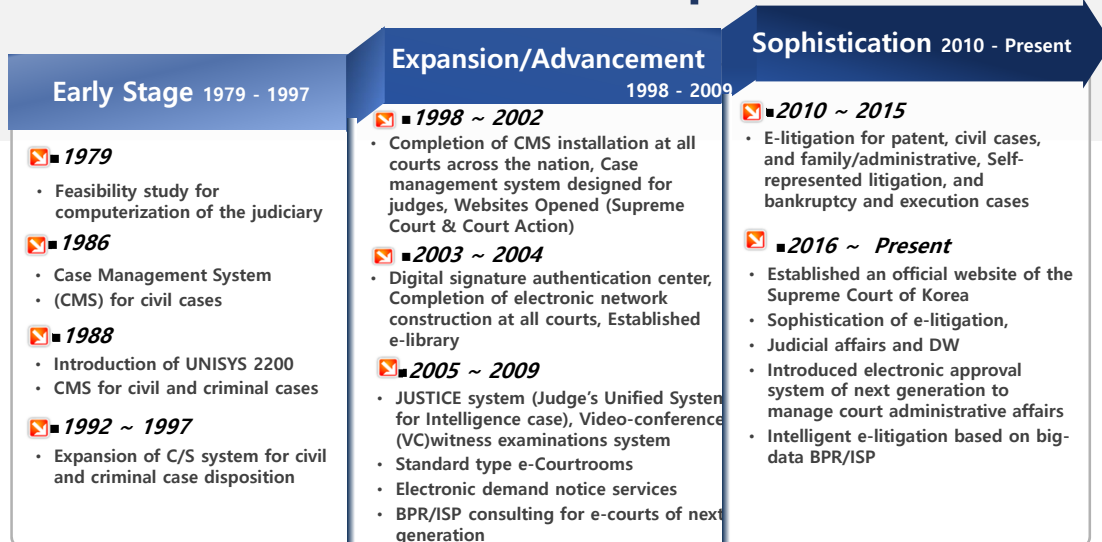 Early Stage 1979 - 1997
■1979
• Feasibility study for
computerization of the judiciary
■1986
• Case Management System
• (CMS) for civil cases
■1988
• Introduction of UNISYS 2200
• CMS for civil and criminal cases
■1992 ~ 1997
• Expansion of C/S system for civil
and criminal case disposition
Expansion/Advancement
1998 - 2009
■1998 ~ 2002
• Completion of CMS installation at all
courts across the nation, Case
management system designed for
judges, Websites Opened (Supreme
Court & Court Action)
■2003 ~ 2004
• Digital signature authentication center,
Completion of electronic network
construction at all courts, Established
e-library
■2005 ~ 2009
• JUSTICE system (Judge's Unified System
for Intelligence case), Video-conference
(VC)witness examinations system
• Standard type e-Courtrooms
• Electronic demand notice services
• BPR/ISP consulting for e-courts of next
generation
Sophistication 2010 - Present
■2010 ~ 2015
• E-litigation for patent, civil cases,
and family/administrative, Self-
represented litigation, and
bankruptcy and execution cases
■2016 ~ Present
• Established an official website of the
Supreme Court of Korea
• Sophistication of e-litigation,
• Judicial affairs and DW
• Introduced electronic approval
system of next generation to
manage court administrative affairs
• Intelligent e-litigation based on big-
data BPR/ISP